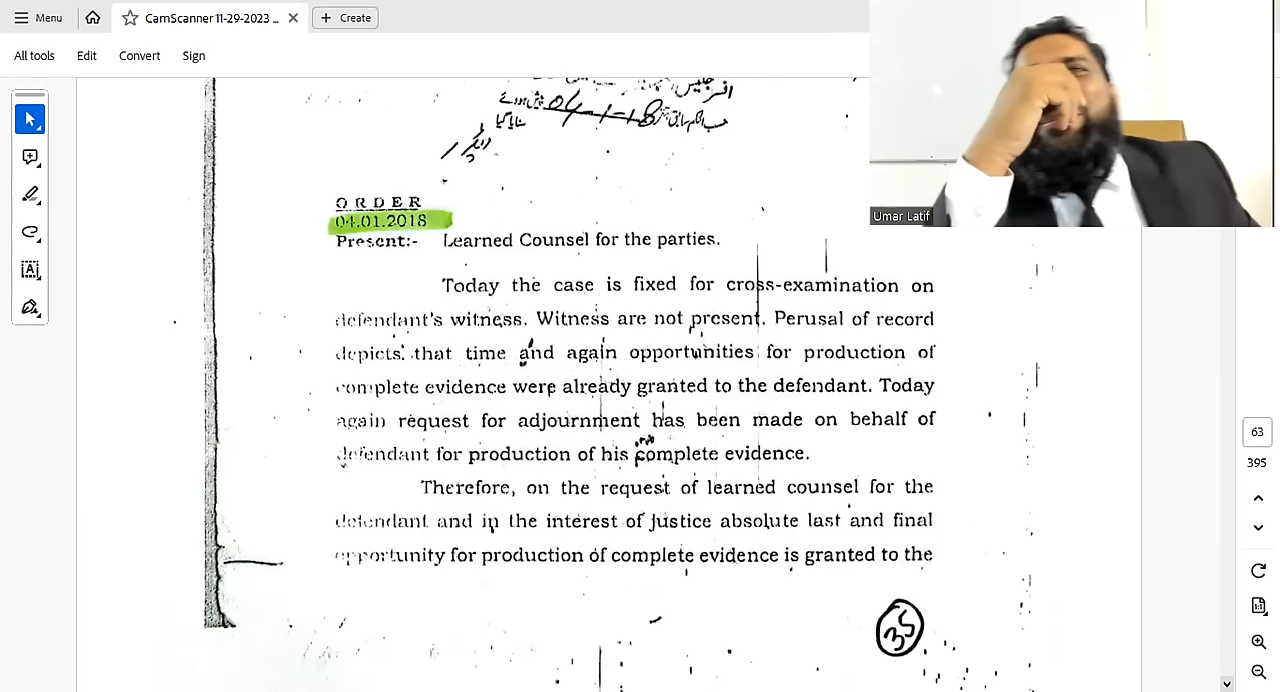 Menu
CamScanner 11-29-2023 ...
Create
All tools
Edit
Convert
Sign
Umar Latif
04-1-18
O R D E R
04.01.2018
Present:- Learned Counsel for the parties.
Today the case is fixed for cross-examination on
defendant's witness. Witness are not present. Perusal of record
depicts that time and again opportunities for production of
complete evidence were already granted to the defendant. Today
again request for adjournment has been made on behalf of
defendant for production of his complete evidence.
Therefore, on the request of learned counsel for the
defendant and in the interest of justice absolute last and final
opportunity for production of complete evidence is granted to the
35
63
395